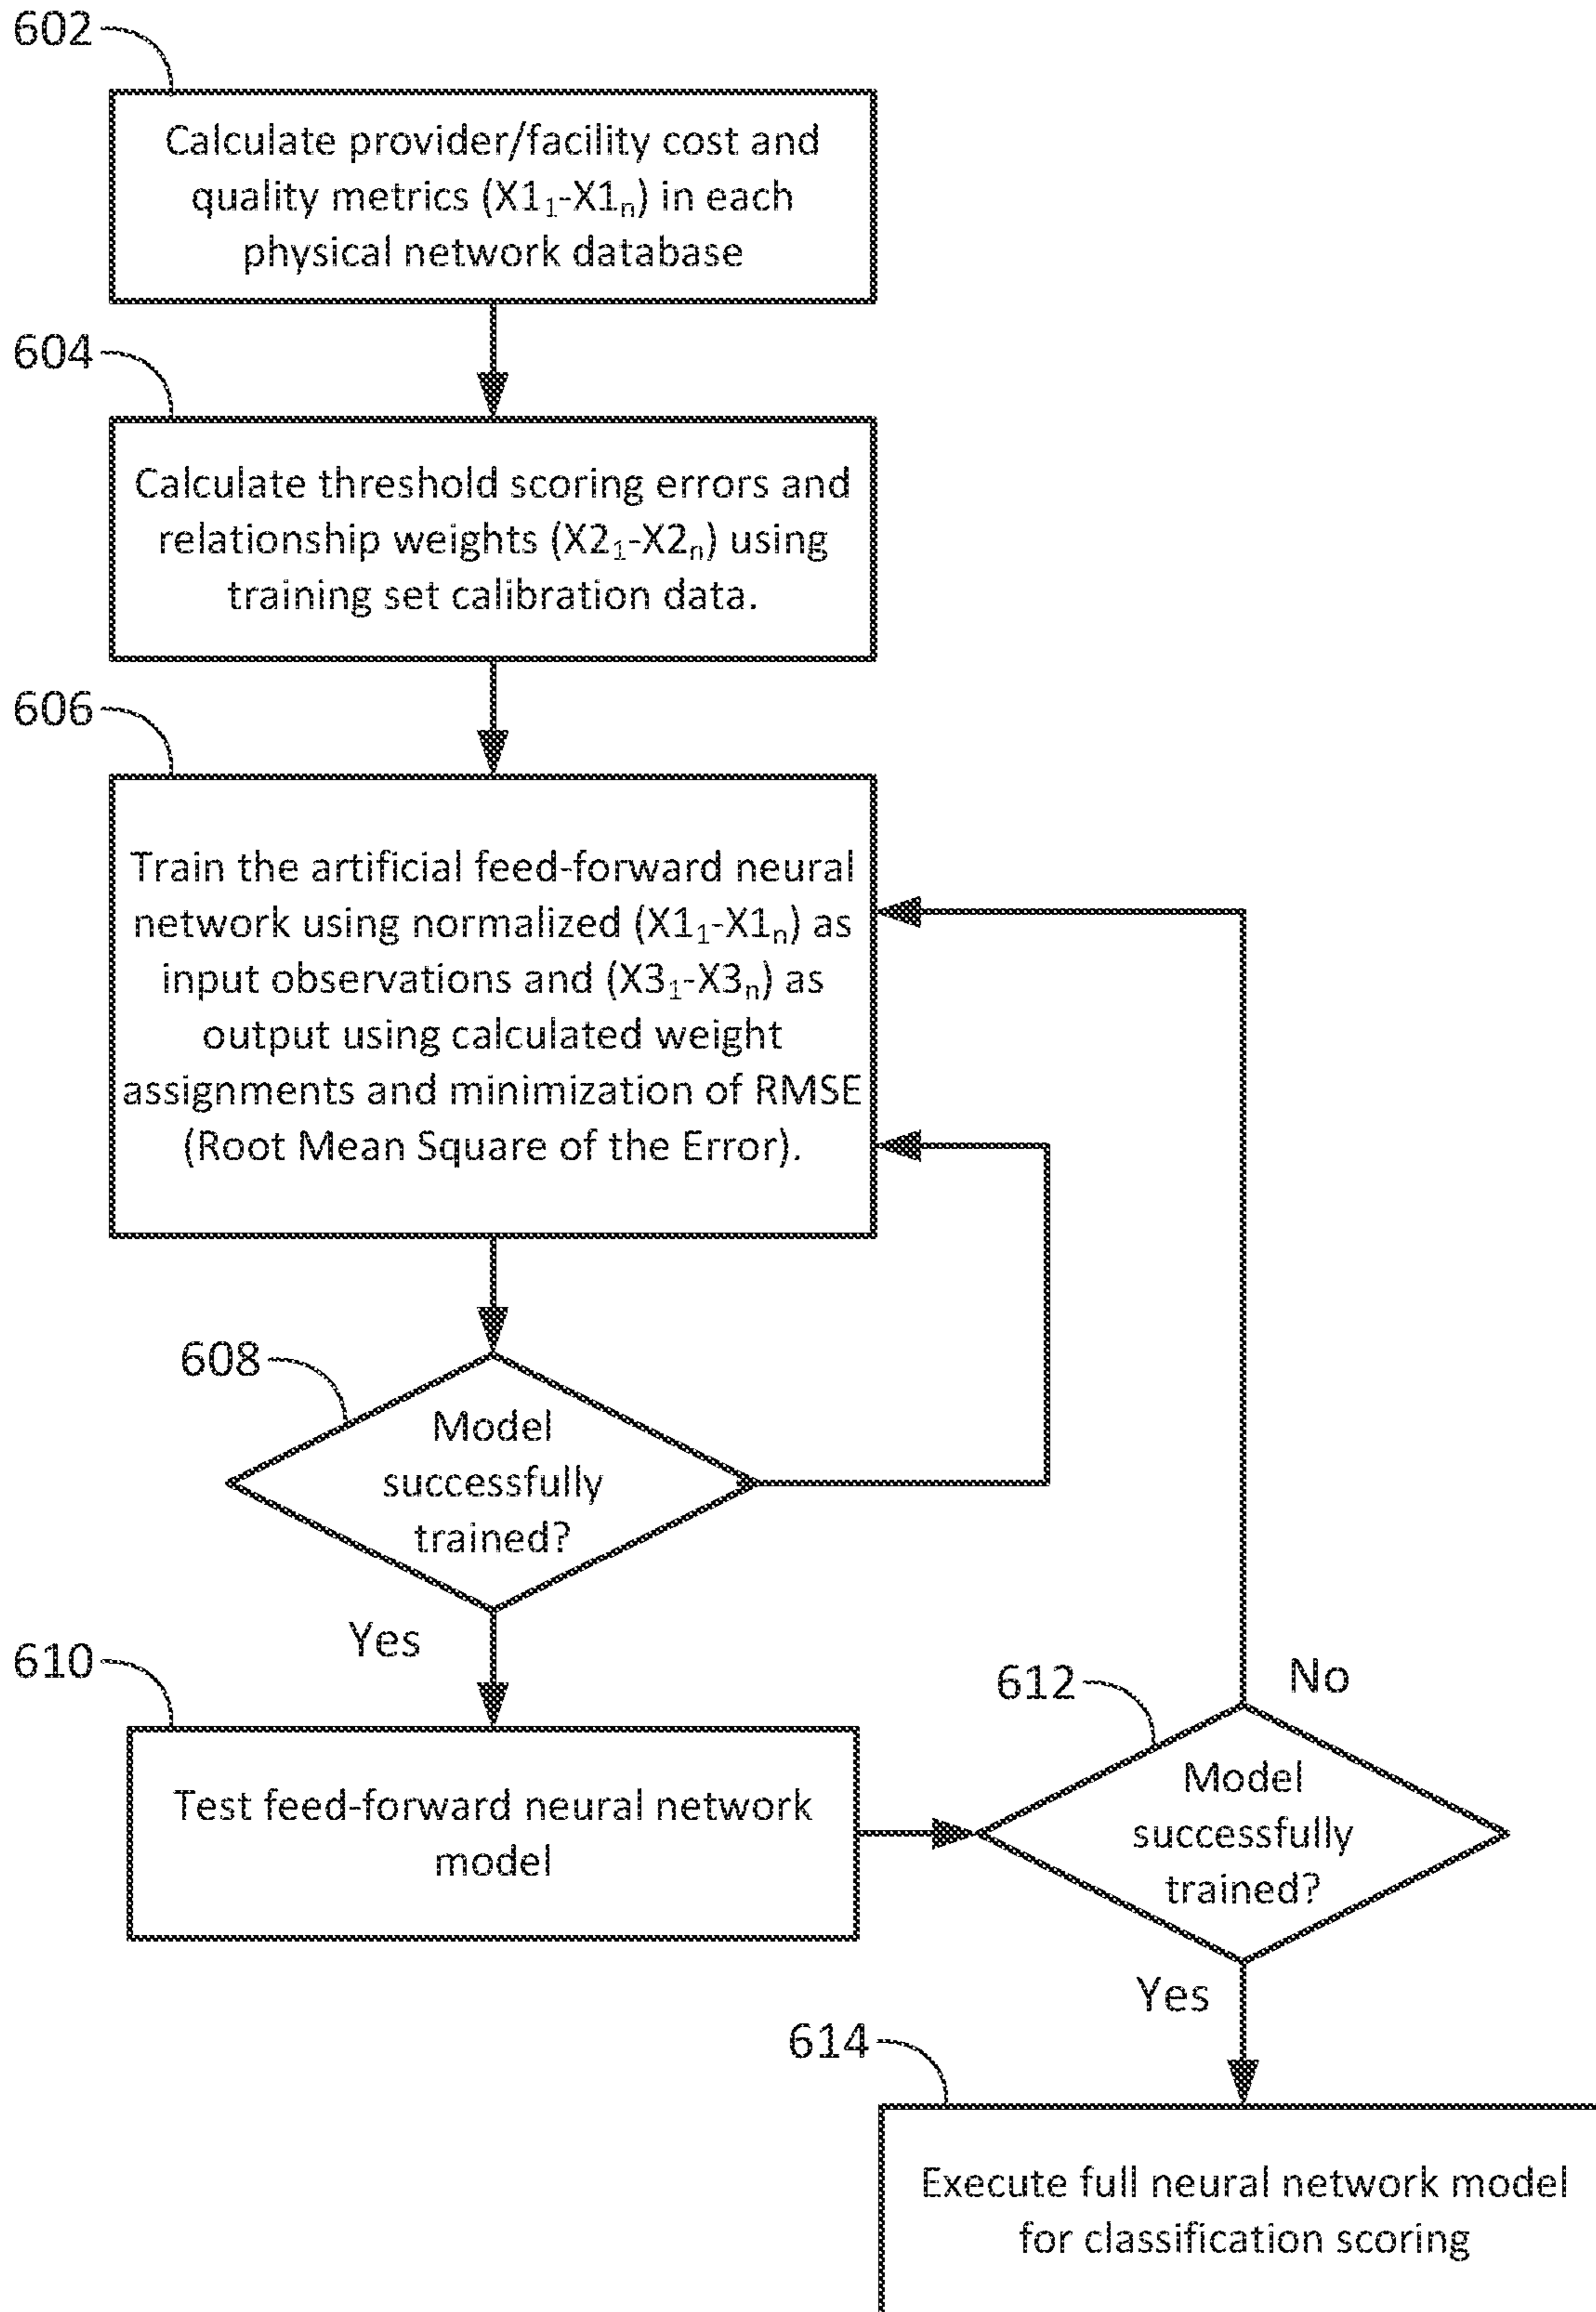 602
Calculate provider/facility cost and
quality metrics (X1₁-X1ₙ) in each
physical network database
604
Calculate threshold scoring errors and
relationship weights (X2₁-X2ₙ) using
training set calibration data.
606
Train the artificial feed-forward neural
network using normalized (X1₁-X1ₙ) as
input observations and (X3₁-X3ₙ) as
output using calculated weight
assignments and minimization of RMSE
(Root Mean Square of the Error).
608
Model
successfully
trained?
Yes
610
Test feed-forward neural network
model
612
No
Model
successfully
trained?
Yes
614
Execute full neural network model
for classification scoring